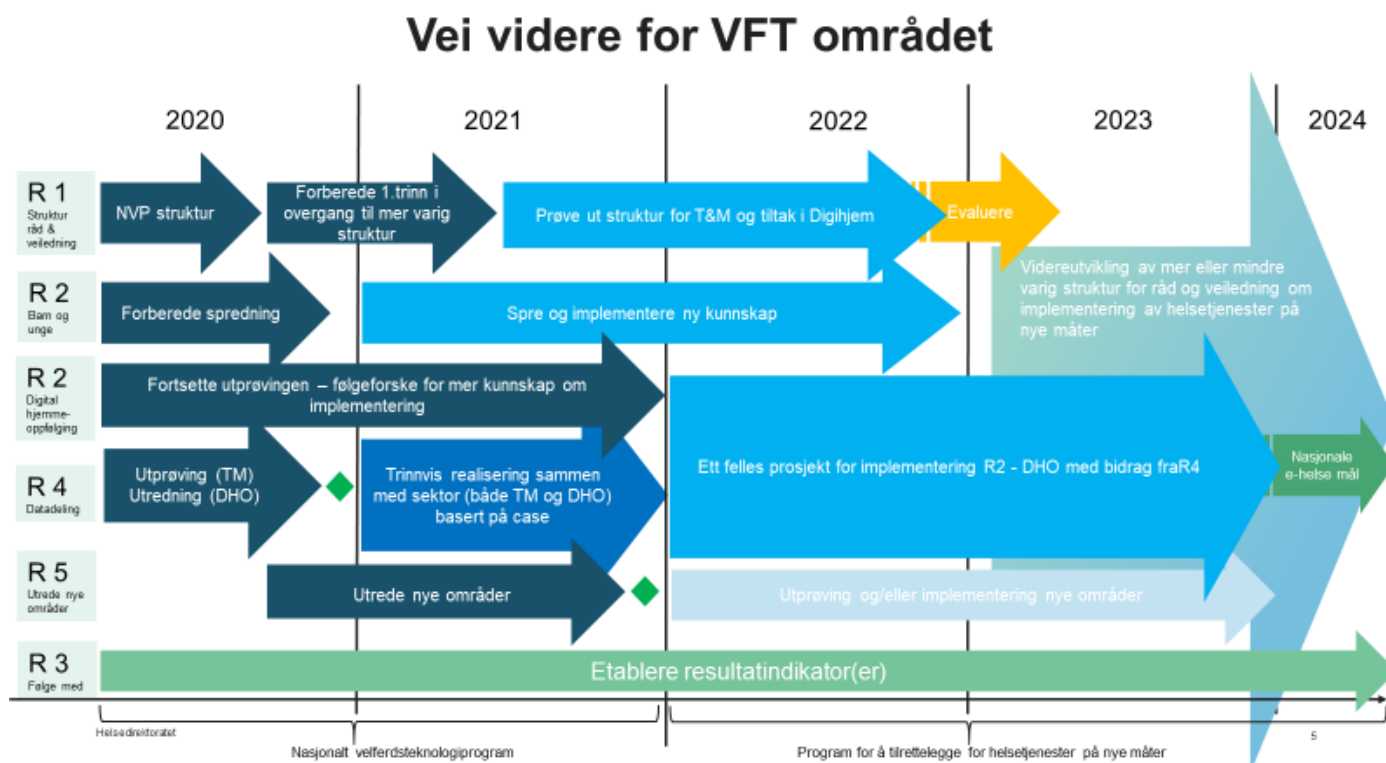 Vei videre for VFT området
2020
2021
2022
2023
2024
R 1
Struktur
råd &
veiledning
NVP struktur
Forberede 1.trinn i
overgang til mer varig
struktur
Prøve ut struktur for T&M og tiltak i Digihjem
Evaluere
Videreutvikling av mer eller mindre
varig struktur for råd og veiledning om
implementering av helsetjenester på
nye måter
R 2
Barn og
unge
Forberede spredning
Spre og implementere ny kunnskap
R 2
Digital
hjemme-
oppfølging
Fortsette utprøvingen – følgeforske for mer kunnskap om
implementering
R 4
Datadeling
Utprøving (TM)
Utredning (DHO)
Trinnvis realisering sammen
med sektor (både TM og DHO)
basert på case
Ett felles prosjekt for implementering R2 - DHO med bidrag fraR4
Nasjonale
e-helse mål
R 5
Utrede nye
områder
Utrede nye områder
Utprøving og/eller implementering nye områder
R 3
Følge med
Etablere resultatindikator(er)
Helsedirektoratet
5
Nasjonalt velferdsteknologiprogram
Program for å tilrettelegge for helsetjenester på nye måter